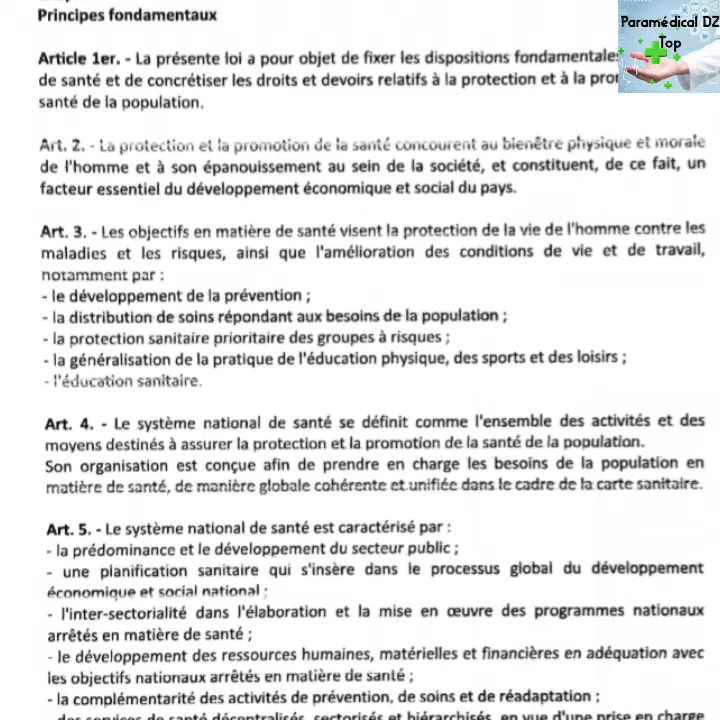 Principes fondamentaux
Paramédical DZ
Top
Article 1er. - La présente loi a pour objet de fixer les dispositions fondamentales
de santé et de concrétiser les droits et devoirs relatifs à la protection et à la
santé de la population.
Art. 2. - La protection et la promotion de la santé concourent au bienêtre physique et morale
de l'homme et à son épanouissement au sein de la société, et constituent, de ce fait, un
facteur essentiel du développement économique et social du pays.
Art. 3. - Les objectifs en matière de santé visent la protection de la vie de l'homme contre les
maladies et les risques, ainsi que l'amélioration des conditions de vie et de travail,
notamment par :
- le développement de la prévention ;
- la distribution de soins répondant aux besoins de la population ;
- la protection sanitaire prioritaire des groupes à risques ;
- la généralisation de la pratique de l'éducation physique, des sports et des loisirs ;
- l'éducation sanitaire.
Art. 4. - Le système national de santé se définit comme l'ensemble des activités et des
moyens destinés à assurer la protection et la promotion de la santé de la population.
Son organisation est conçue afin de prendre en charge les besoins de la population en
matière de santé, de manière globale cohérente et unifiée dans le cadre de la carte sanitaire.
Art. 5. - Le système national de santé est caractérisé par :
- la prédominance et le développement du secteur public ;
- une planification sanitaire qui s'insère dans le processus global du développement
économique et social national ;
- l'inter-sectorialité dans l'élaboration et la mise en œuvre des programmes nationaux
arrêtés en matière de santé ;
- le développement des ressources humaines, matérielles et financières en adéquation avec
les objectifs nationaux arrêtés en matière de santé ;
- la complémentarité des activités de prévention, de soins et de réadaptation ;
- des services de santé décentralisés, sectorisés et hiérarchisés, en vue d'une prise en charge